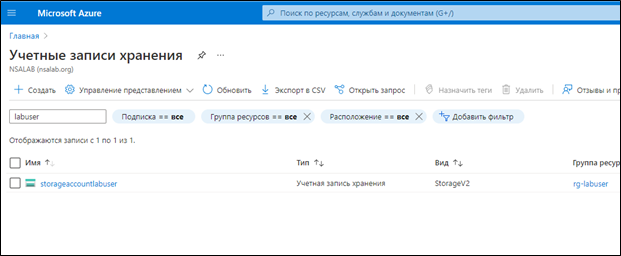 Microsoft Azure
Поиск по ресурсам, службам и документам (G+/)
Главная
Учетные записи хранения
NSALAB (nsalab.org)
Создать Управление представлением Обновить Экспорт в CSV Открыть запрос Назначить теги Удалить Отзывы и пр
labuser Подписка == все Группа ресурсов == все Расположение == все Добавить фильтр
Отображаются записи с 1 по 1 из 1.
Имя Тип Вид Группа ресур
storageaccountlabuser Учетная запись хранения StorageV2 rg-labuser